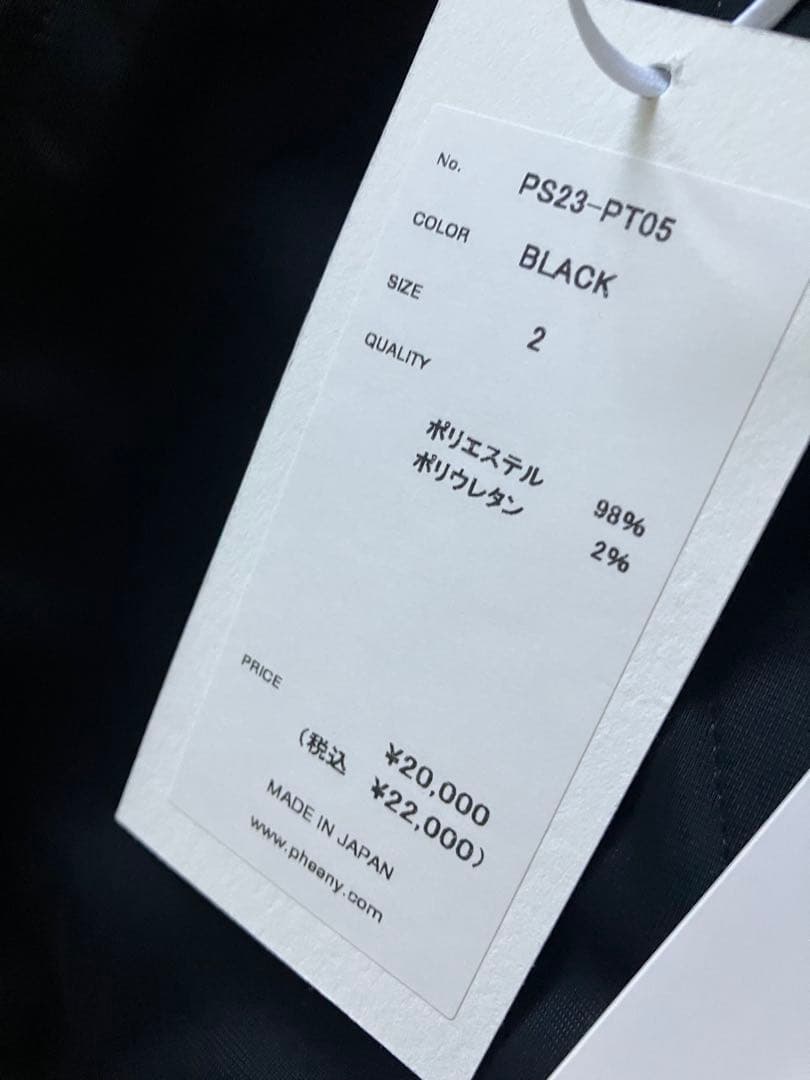 No. PS23-PT05
COLOR BLACK
SIZE 2
QUALITY
ポリエステル 98%
ポリウレタン 2%
PRICE
¥20,000
(税込 ¥22,000)
MADE IN JAPAN
www.pheeny.com